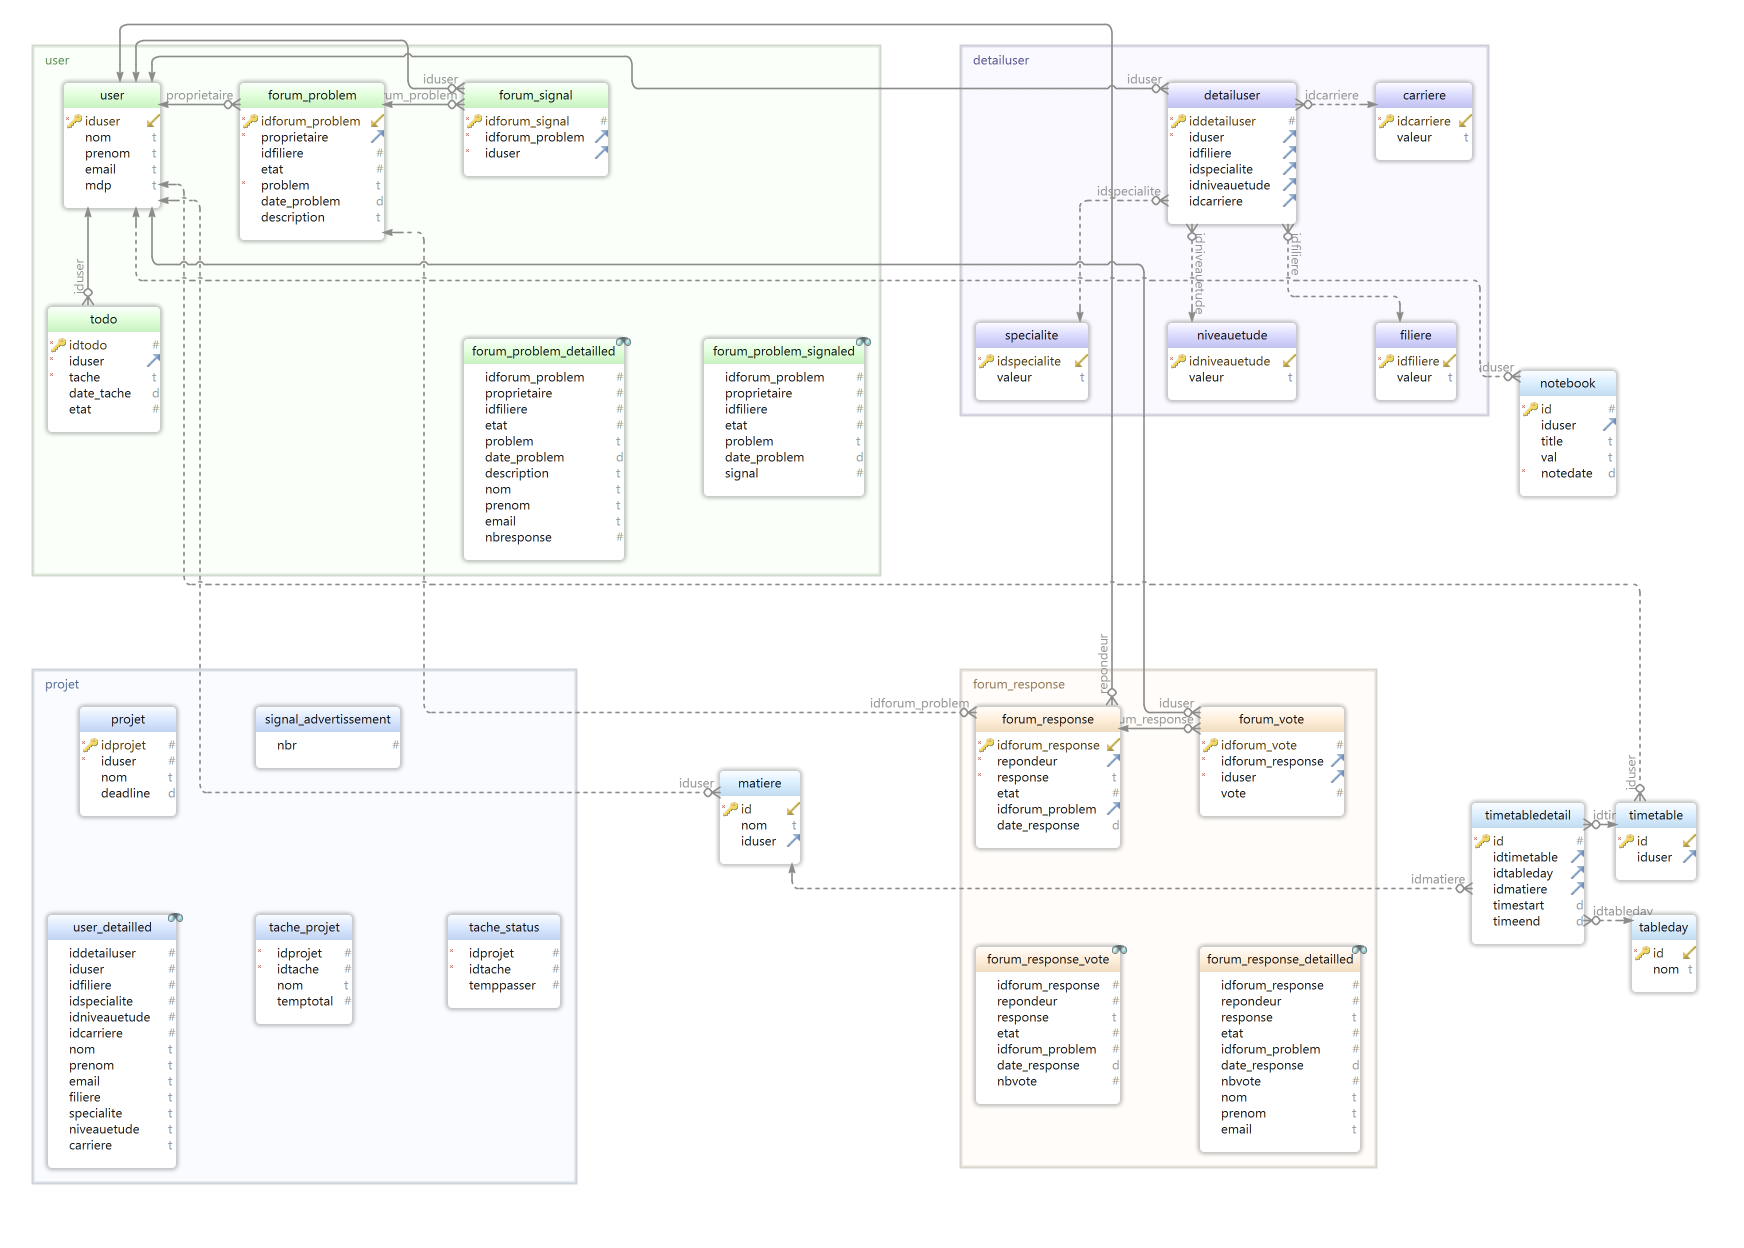 user
user
iduser
nom t
prenom t
email t
mdp t
proprietaire
forum_problem
idforum_problem
proprietaire
idfiliere #
etat #
problem t
date_problem d
description t
um_problem
iduser
forum_signal
idforum_signal #
idforum_problem
iduser
iduser
todo
idtodo #
iduser
tache t
date_tache d
etat #
forum_problem_detailled
idforum_problem #
proprietaire #
idfiliere #
etat #
problem t
date_problem d
description t
nom t
prenom t
email t
nbresponse #
forum_problem_signaled
idforum_problem #
proprietaire #
idfiliere #
etat #
problem t
date_problem d
signal #
detailuser
iduser
detailuser
iddetailuser #
iduser
idfiliere
idspecialite
idniveauetude
idcarriere
idcarriere
carriere
idcarriere
valeur t
idspecialite
idniveauetude
idfiliere
specialite
idspecialite
valeur t
niveauetude
idniveauetude
valeur t
filiere
idfiliere
valeur t
iduser
notebook
id #
iduser
title t
val t
notedate d
projet
projet
idprojet #
iduser #
nom t
deadline d
signal_advertissement
nbr #
user_detailled
iddetailuser #
iduser #
idfiliere #
idspecialite #
idniveauetude #
idcarriere #
nom t
prenom t
email t
filiere t
specialite t
niveauetude t
carriere t
tache_projet
idprojet #
idtache #
nom t
temptotal #
tache_status
idprojet #
idtache #
temppasser #
iduser
matiere
id
nom t
iduser
forum_response
idforum_problem
repondeur
forum_response
idforum_response
repondeur
response t
etat #
idforum_problem
date_response d
iduser
um_response
forum_vote
idforum_vote #
idforum_response
iduser
vote #
forum_response_vote
idforum_response #
repondeur #
response t
etat #
idforum_problem #
date_response d
nbvote #
forum_response_detailled
idforum_response #
repondeur #
response t
etat #
idforum_problem #
date_response d
nbvote #
nom t
prenom t
email t
idmatiere
timetabledetail
id #
idtimetable
idtableday
idmatiere
timestart d
timeend d
idtir
iduser
timetable
id
iduser
idtableday
tableday
id
nom t